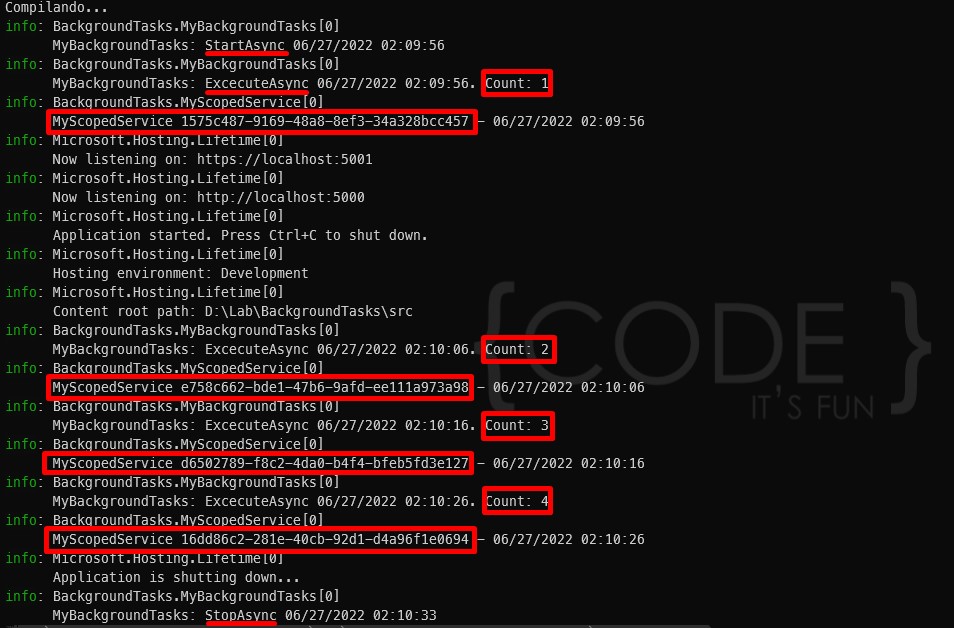 Compilando...
info: BackgroundTasks.MyBackgroundTasks[0]
MyBackgroundTasks: StartAsync 06/27/2022 02:09:56
info: BackgroundTasks.MyBackgroundTasks[0]
MyBackgroundTasks: ExcecuteAsync 06/27/2022 02:09:56. Count: 1
info: BackgroundTasks.MyScopedService[0]
MyScopedService 1575c487-9169-48a8-8ef3-34a328bcc457 - 06/27/2022 02:09:56
info: Microsoft.Hosting.Lifetime[0]
Now listening on: https://localhost:5001
info: Microsoft.Hosting.Lifetime[0]
Now listening on: http://localhost:5000
info: Microsoft.Hosting.Lifetime[0]
Application started. Press Ctrl+C to shut down.
info: Microsoft.Hosting.Lifetime[0]
Hosting environment: Development
info: Microsoft.Hosting.Lifetime[0]
Content root path: D:\Lab\BackgroundTasks\src
info: BackgroundTasks.MyBackgroundTasks[0]
MyBackgroundTasks: ExcecuteAsync 06/27/2022 02:10:06. Count: 2
info: BackgroundTasks.MyScopedService[0]
MyScopedService e758c662-bde1-47b6-9afd-ee111a973a98 - 06/27/2022 02:10:06
info: BackgroundTasks.MyBackgroundTasks[0]
MyBackgroundTasks: ExcecuteAsync 06/27/2022 02:10:16. Count: 3
info: BackgroundTasks.MyScopedService[0]
MyScopedService d6502789-f8c2-4da0-b4f4-bfeb5fd3e127 - 06/27/2022 02:10:16
info: BackgroundTasks.MyBackgroundTasks[0]
MyBackgroundTasks: ExcecuteAsync 06/27/2022 02:10:26. Count: 4
info: BackgroundTasks.MyScopedService[0]
MyScopedService 16dd86c2-281e-40cb-92d1-d4a96f1e0694 - 06/27/2022 02:10:26
info: Microsoft.Hosting.Lifetime[0]
Application is shutting down...
info: BackgroundTasks.MyBackgroundTasks[0]
MyBackgroundTasks: StopAsync 06/27/2022 02:10:33
{CODE}
IT'S FUN